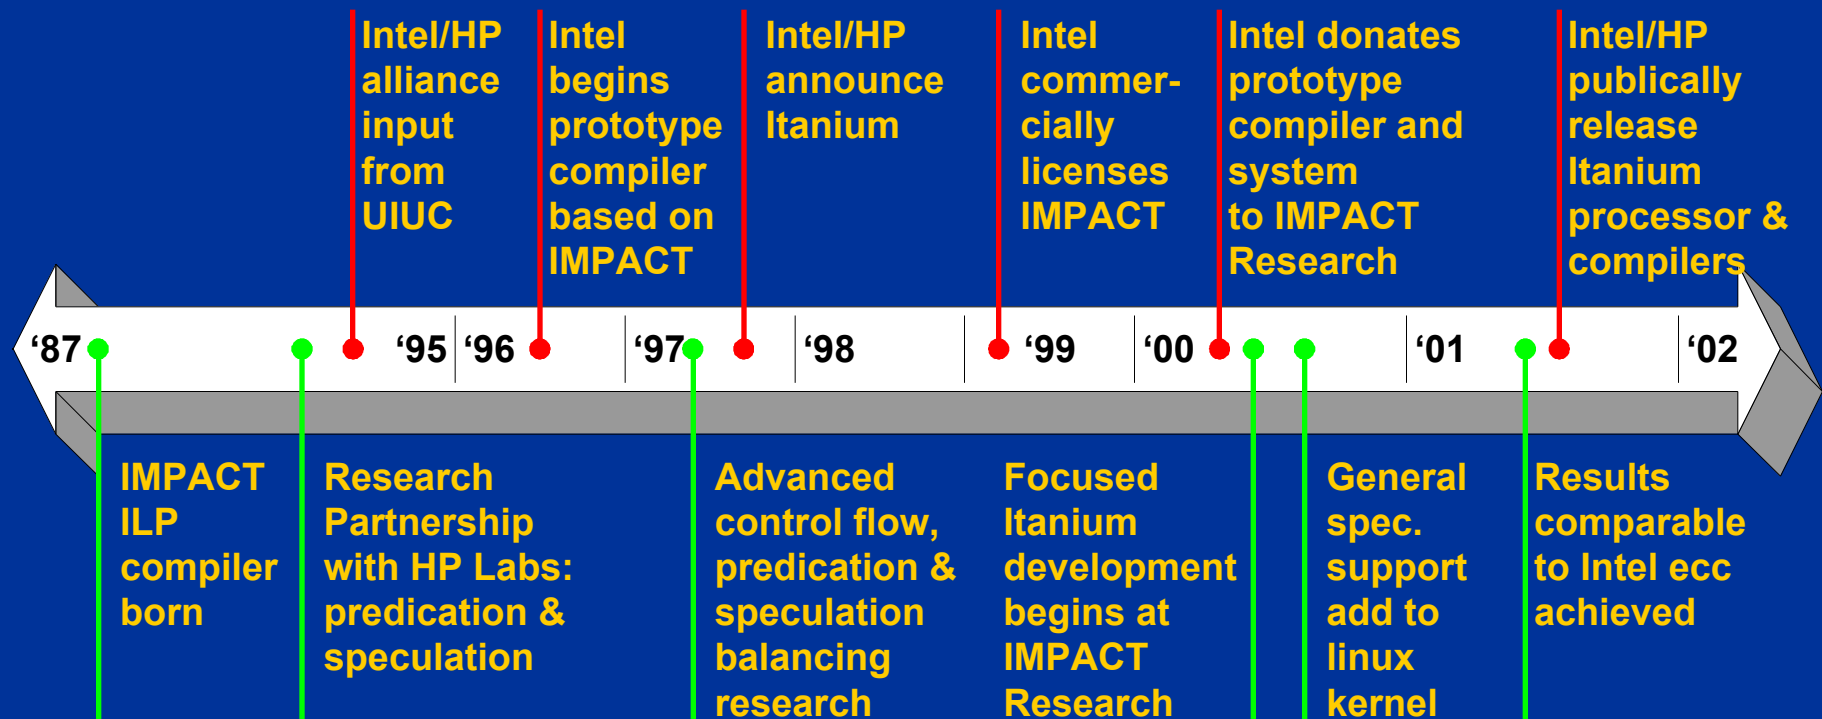 Intel/HP
alliance
input
from
UIUC
Intel
begins
prototype
compiler
based on
IMPACT
Intel/HP
announce
Itanium
Intel
commer-
cially
licenses
IMPACT
Intel donates
prototype
compiler and
system
to IMPACT
Research
Intel/HP
publically
release
Itanium
processor &
compilers
‘87 ‘95 ‘96 ‘97 ‘98 ‘99 ‘00 ‘01 ‘02
IMPACT
ILP
compiler
born
Research
Partnership
with HP Labs:
predication &
speculation
Advanced
control flow,
predication &
speculation
balancing
research
Focused
Itanium
development
begins at
IMPACT
Research
General
spec.
support
add to
linux
kernel
Results
comparable
to Intel ecc
achieved